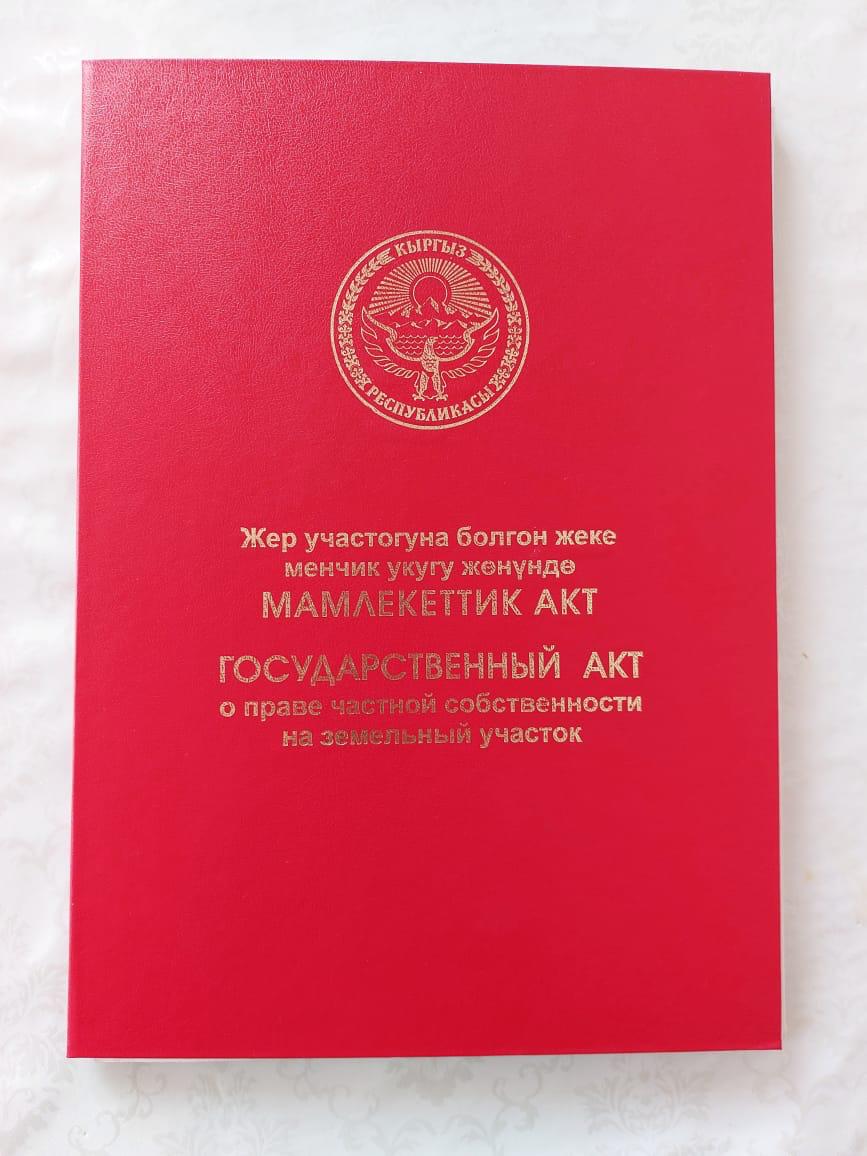 КЫРГЫЗ
РЕСПУБЛИКАСЫ
Жер участогуна болгон жеке
менчик укугу жөнүндө
МАМЛЕКЕТТИК АКТ
ГОСУДАРСТВЕННЫЙ АКТ
о праве частной собственности
на земельный участок